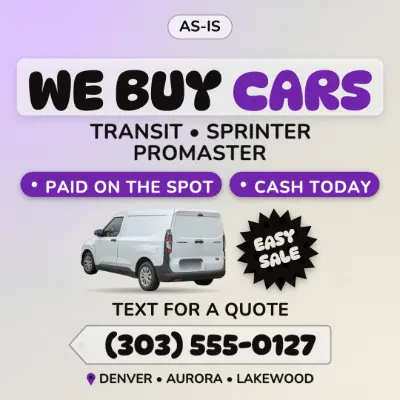 AS-IS
WE BUY CARS
TRANSIT • SPRINTER
PROMASTER
• PAID ON THE SPOT
• CASH TODAY
EASY
SALE
TEXT FOR A QUOTE
(303) 555-0127
DENVER • AURORA • LAKEWOOD